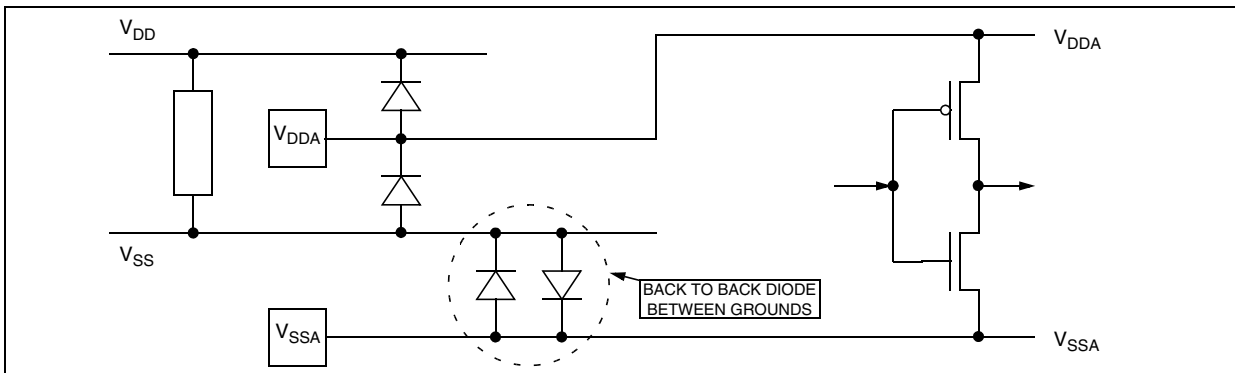 VDD
VDDA
VDDA
VSS
BACK TO BACK DIODE
BETWEEN GROUNDS
VSSA
VSSA